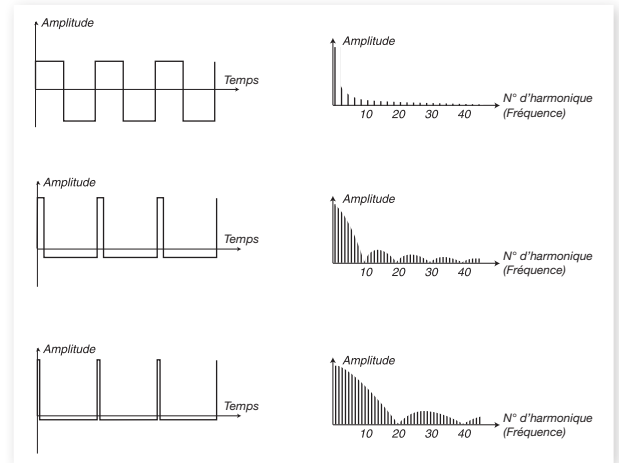 Amplitude
Temps
Amplitude
N° d’harmonique
(Fréquence)
10 20 30 40
Amplitude
Temps
Amplitude
N° d’harmonique
(Fréquence)
10 20 30 40
Amplitude
Temps
Amplitude
N° d’harmonique
(Fréquence)
10 20 30 40